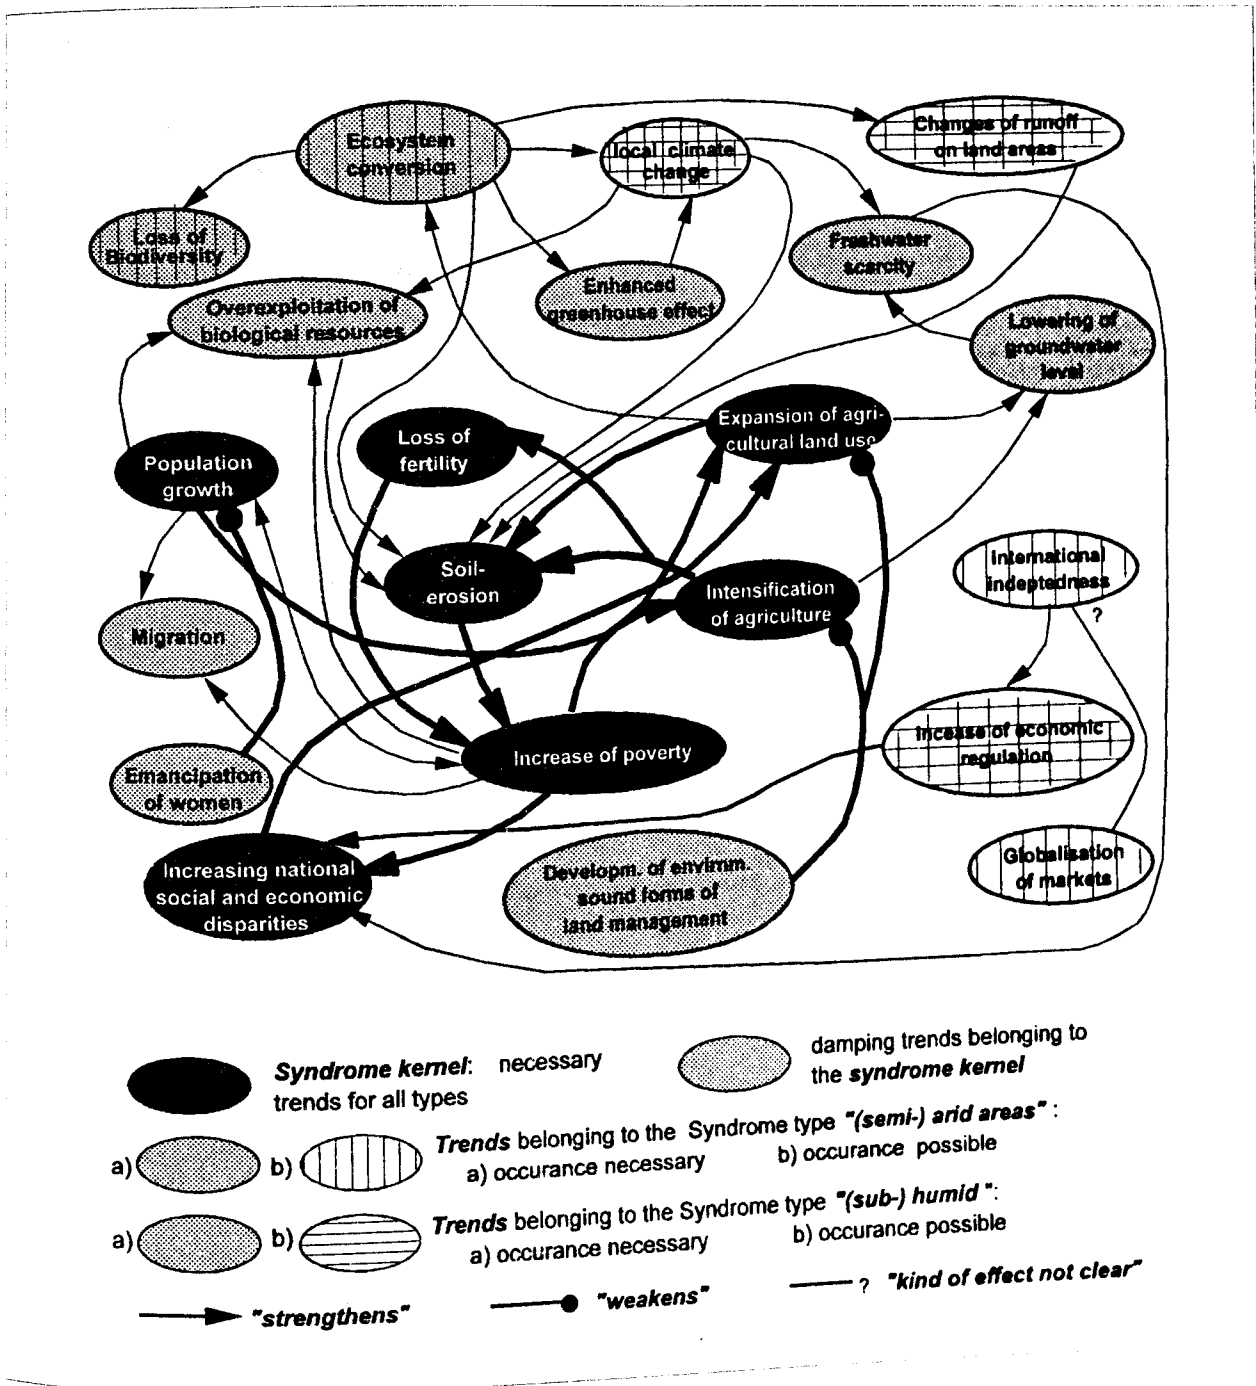 Ecosystem
conversion
local climate
change
Changes of runoff
on land areas
Loss of
Biodiversity
Freshwater
scarcity
Overexploitation of
biological resources
Enhanced
greenhouse effect
Lowering of
groundwater
level
Expansion of agri-
cultural land use
Loss of
fertility
Population
growth
Soil-
erosion
Intensification
of agriculture
International
indeptedness
?
Migration
Increase of poverty
Incease of economic
regulation
Emancipation
of women
Increasing national
social and economic
disparities
Developm. of envirnm.
sound forms of
land management
Globalisation
of markets
Syndrome kernel: necessary
trends for all types
damping trends belonging to
the syndrome kernel
a) b) Trends belonging to the Syndrome type "(semi-) arid areas" :
a) occurance necessary b) occurance possible
a) b) Trends belonging to the Syndrome type "(sub-) humid ":
a) occurance necessary b) occurance possible
"strengthens" "weakens" ? "kind of effect not clear"